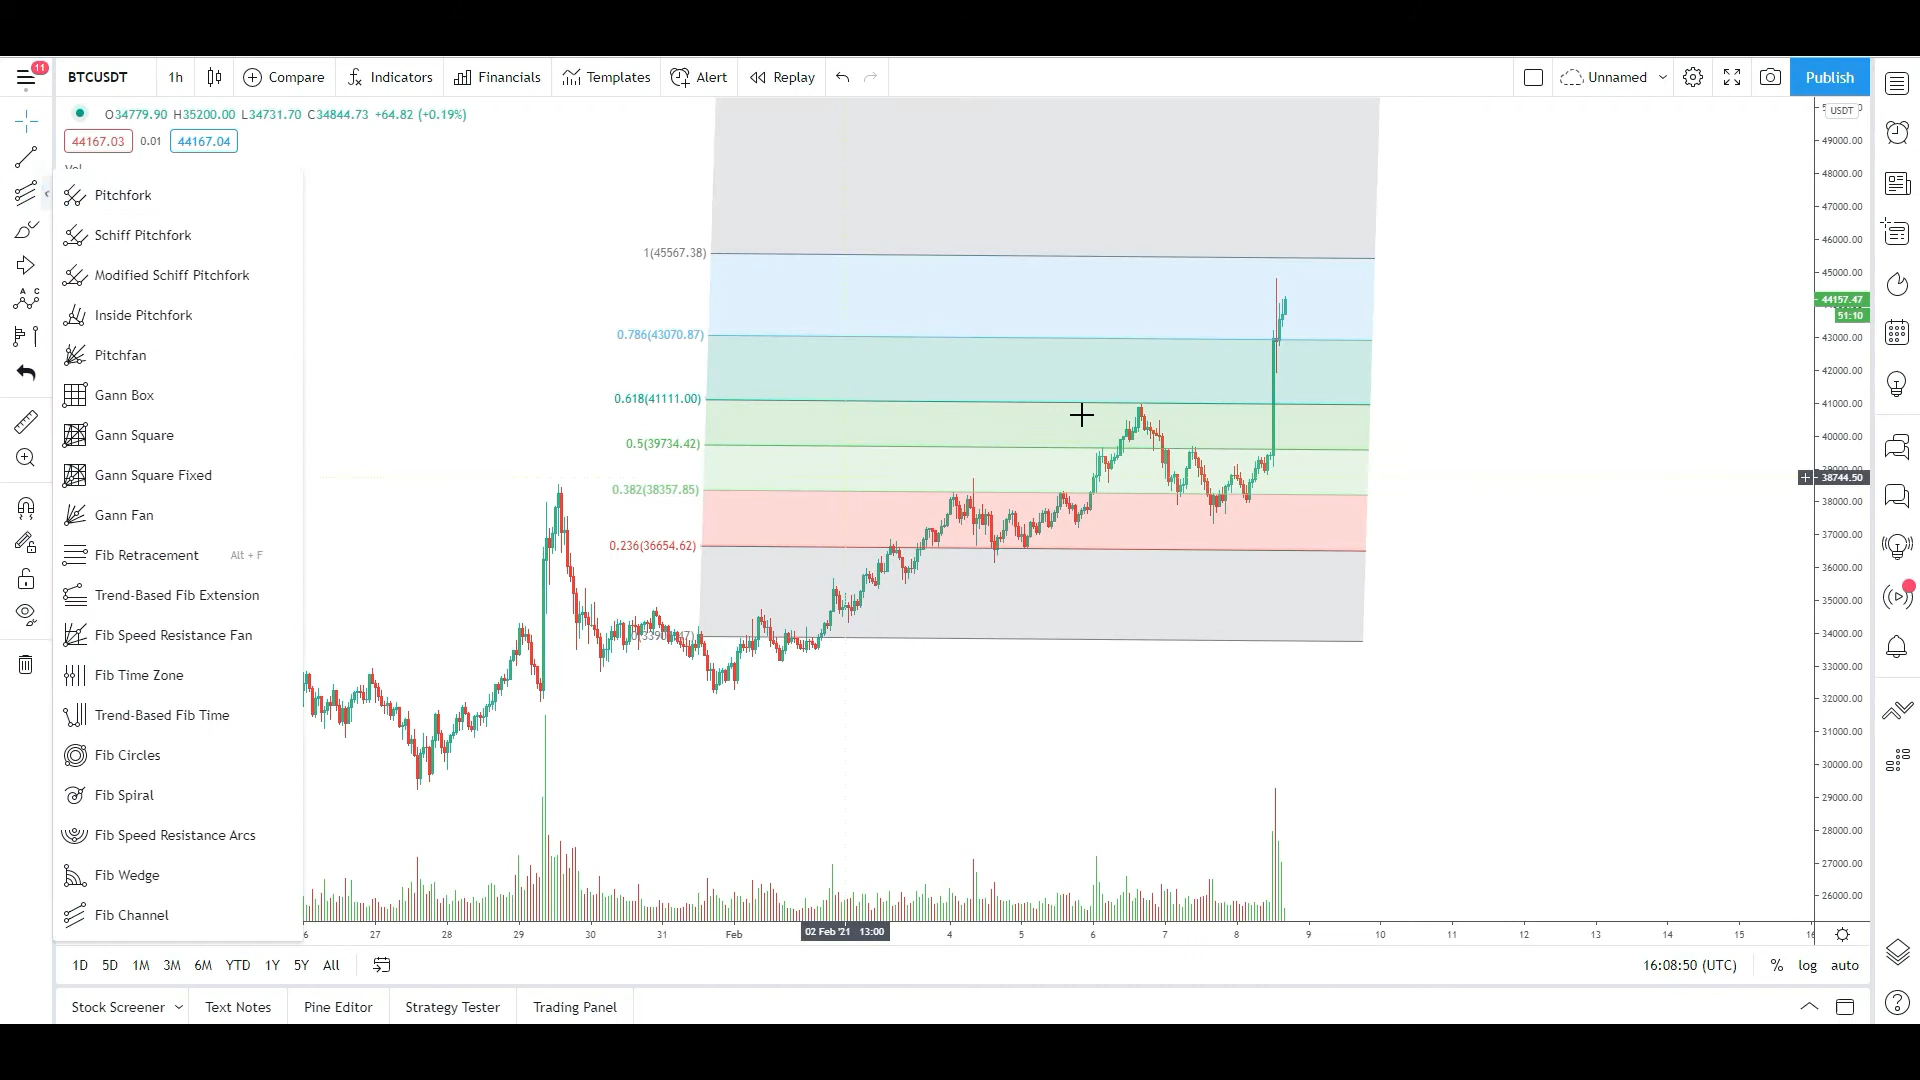 11
BTCUSDT 1h Compare Indicators Financials Templates Alert Replay Unnamed Publish
O34779.90 H35200.00 L34731.70 C34844.73 +64.82 (+0.19%)
44167.03 0.01 44167.04
Vol
Pitchfork
Schiff Pitchfork
Modified Schiff Pitchfork
Inside Pitchfork
Pitchfan
Gann Box
Gann Square
Gann Square Fixed
Gann Fan
Fib Retracement Alt + F
Trend-Based Fib Extension
Fib Speed Resistance Fan
Fib Time Zone
Trend-Based Fib Time
Fib Circles
Fib Spiral
Fib Speed Resistance Arcs
Fib Wedge
Fib Channel
A C
1(45567.38)
0.786(43070.87)
0.618(41111.00)
0.5(39734.42)
0.382(38357.85)
0.236(36654.62)
USDT
49000.00
48000.00
47000.00
46000.00
45000.00
44157.47
51:10
43000.00
42000.00
41000.00
40000.00
38744.50
38000.00
37000.00
36000.00
35000.00
34000.00
33000.00
32000.00
31000.00
30000.00
29000.00
28000.00
27000.00
26000.00
27 28 29 30 31 Feb 02 Feb '21 13:00 4 5 6 7 8 9 10 11 12 13 14 15
1D 5D 1M 3M 6M YTD 1Y 5Y All 16:08:50 (UTC) % log auto
Stock Screener Text Notes Pine Editor Strategy Tester Trading Panel